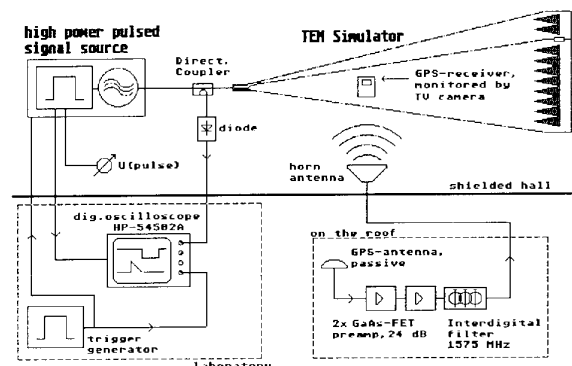 high power pulsed
signal source
TEM Simulator
Direct.
Coupler
GPS-receiver,
monitored by
TV camera
diode
U(pulse)
horn
antenna
shielded hall
dig.oscilloscope
HP-54502A
on the roof
GPS-antenna,
passive
2x GaAs-FET
preamp,24 dB
Interdigital
filter
1575 MHz
trigger
generator
laboratory